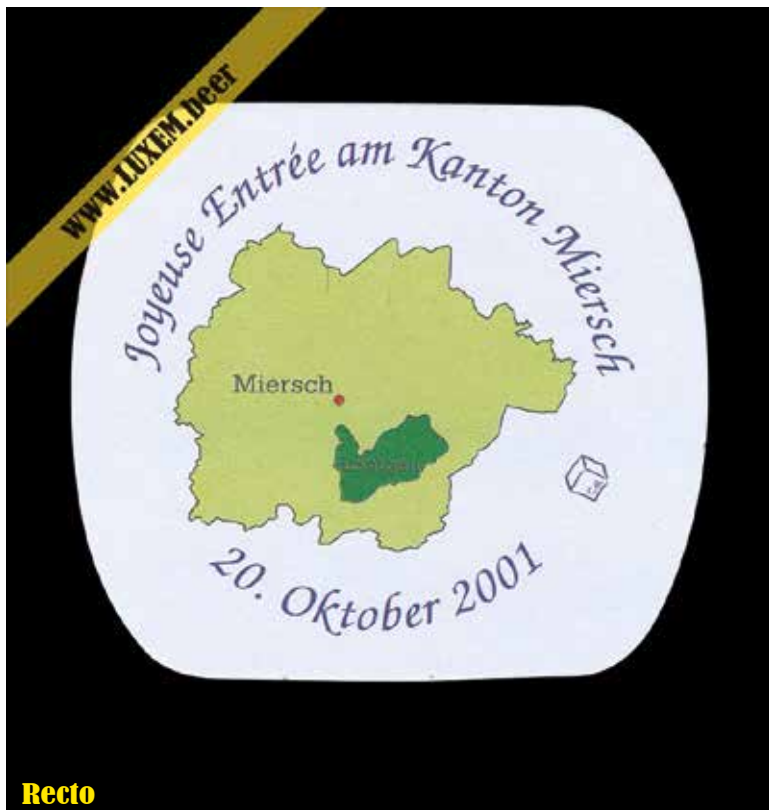 www.LUXEM.beer
Joyeuse Entrée am Kanton Miersch
Miersch
20. Oktober 2001
Recto